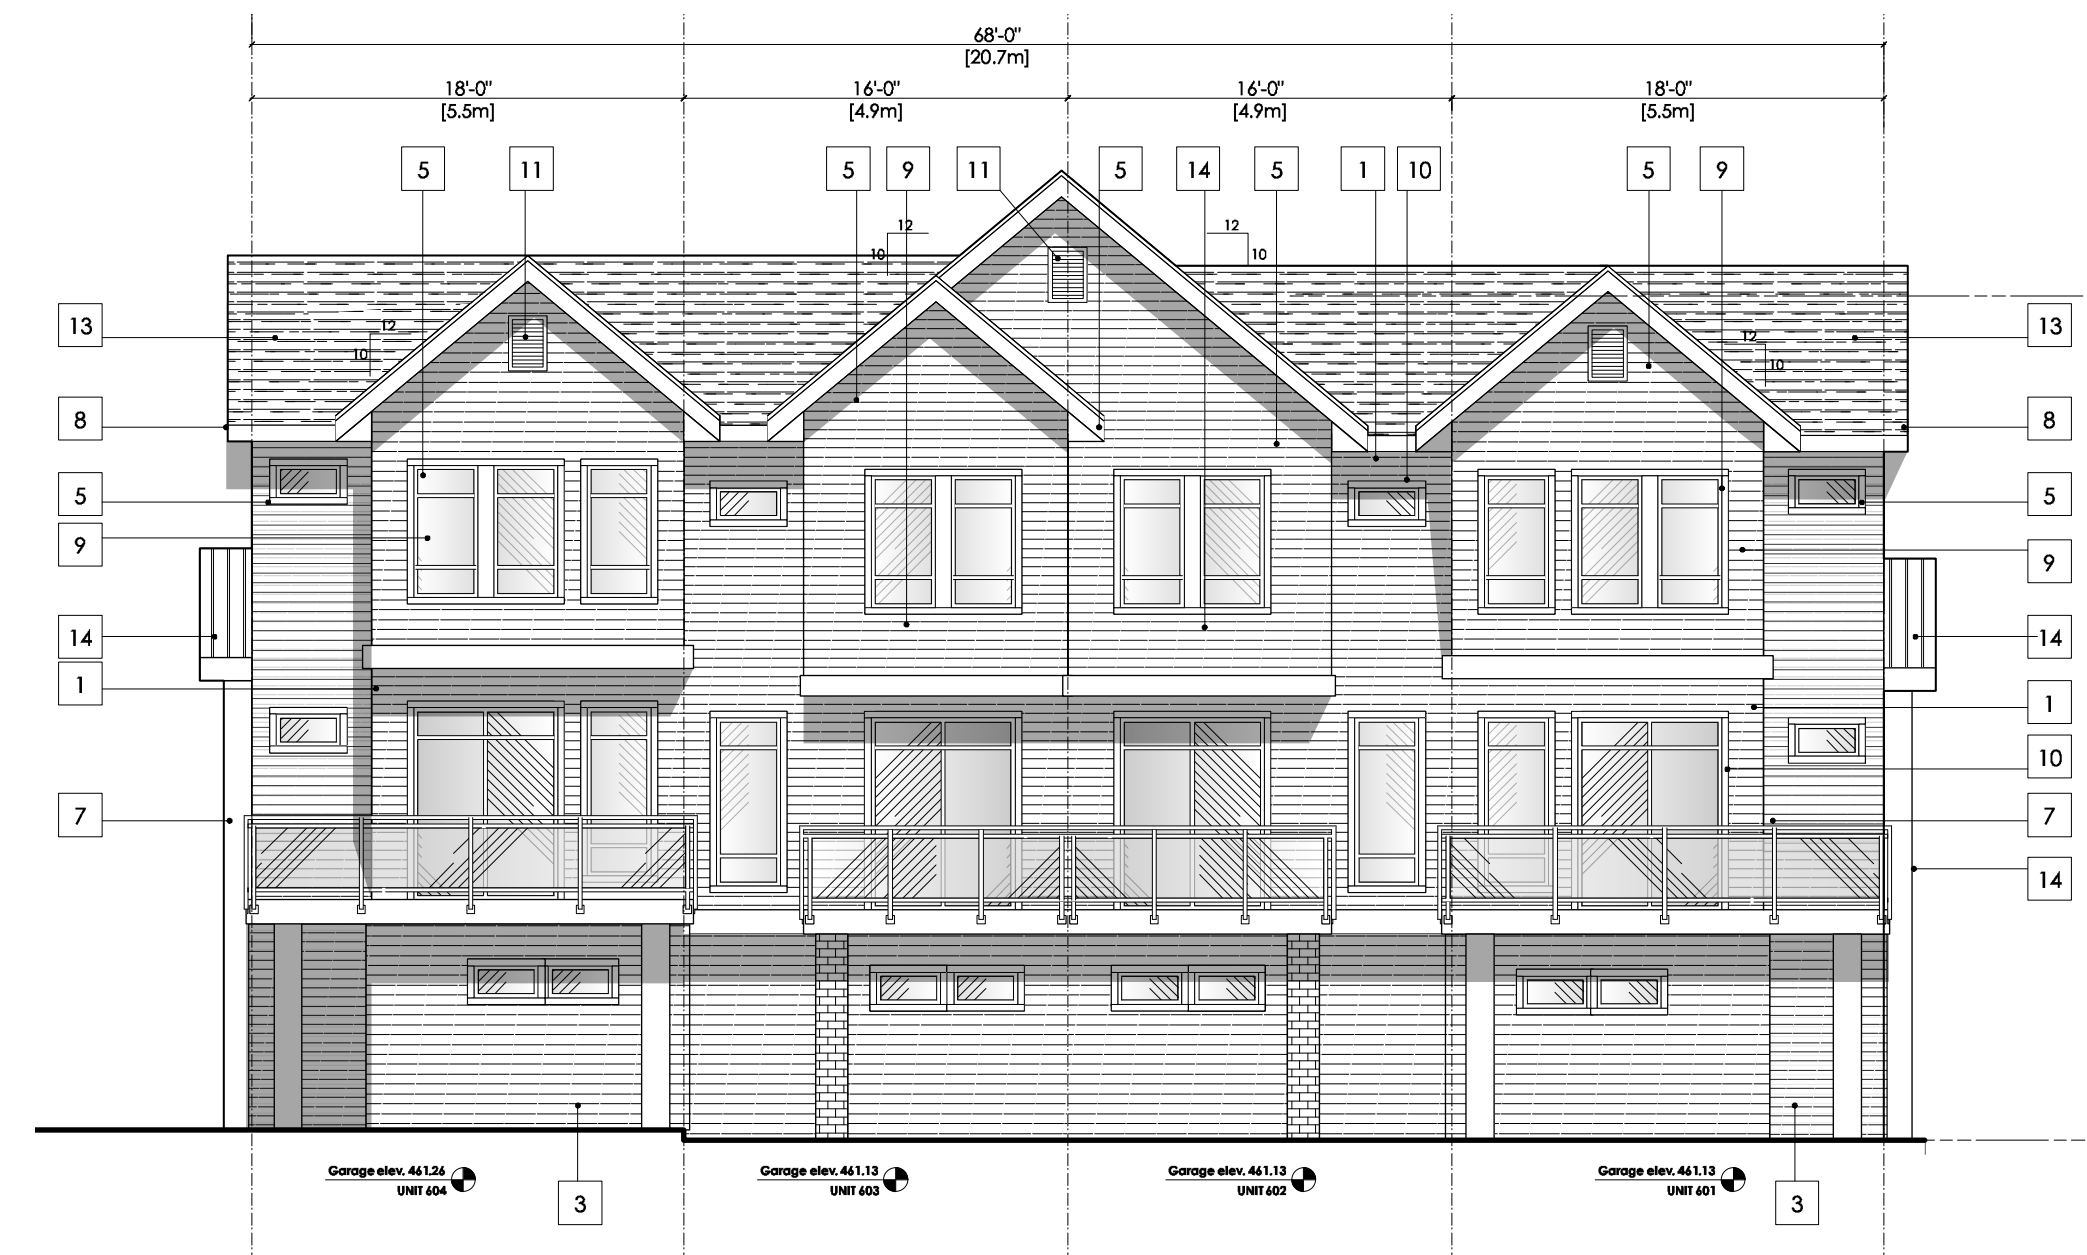 68'-0"
[20.7m]
18'-0" 16'-0" 16'-0" 18'-0"
[5.5m] [4.9m] [4.9m] [5.5m]
5 11 5 9 11 5 14 5 1 10 5 9
12 12
10 10
13 12 12 13
10 10
8 8
5 5
9 9
14 14
1 1
10
7 7
14
Garage elev. 461.26 Garage elev. 461.13 Garage elev. 461.13 Garage elev. 461.13
UNIT 604 UNIT 603 UNIT 602 UNIT 601
3 3